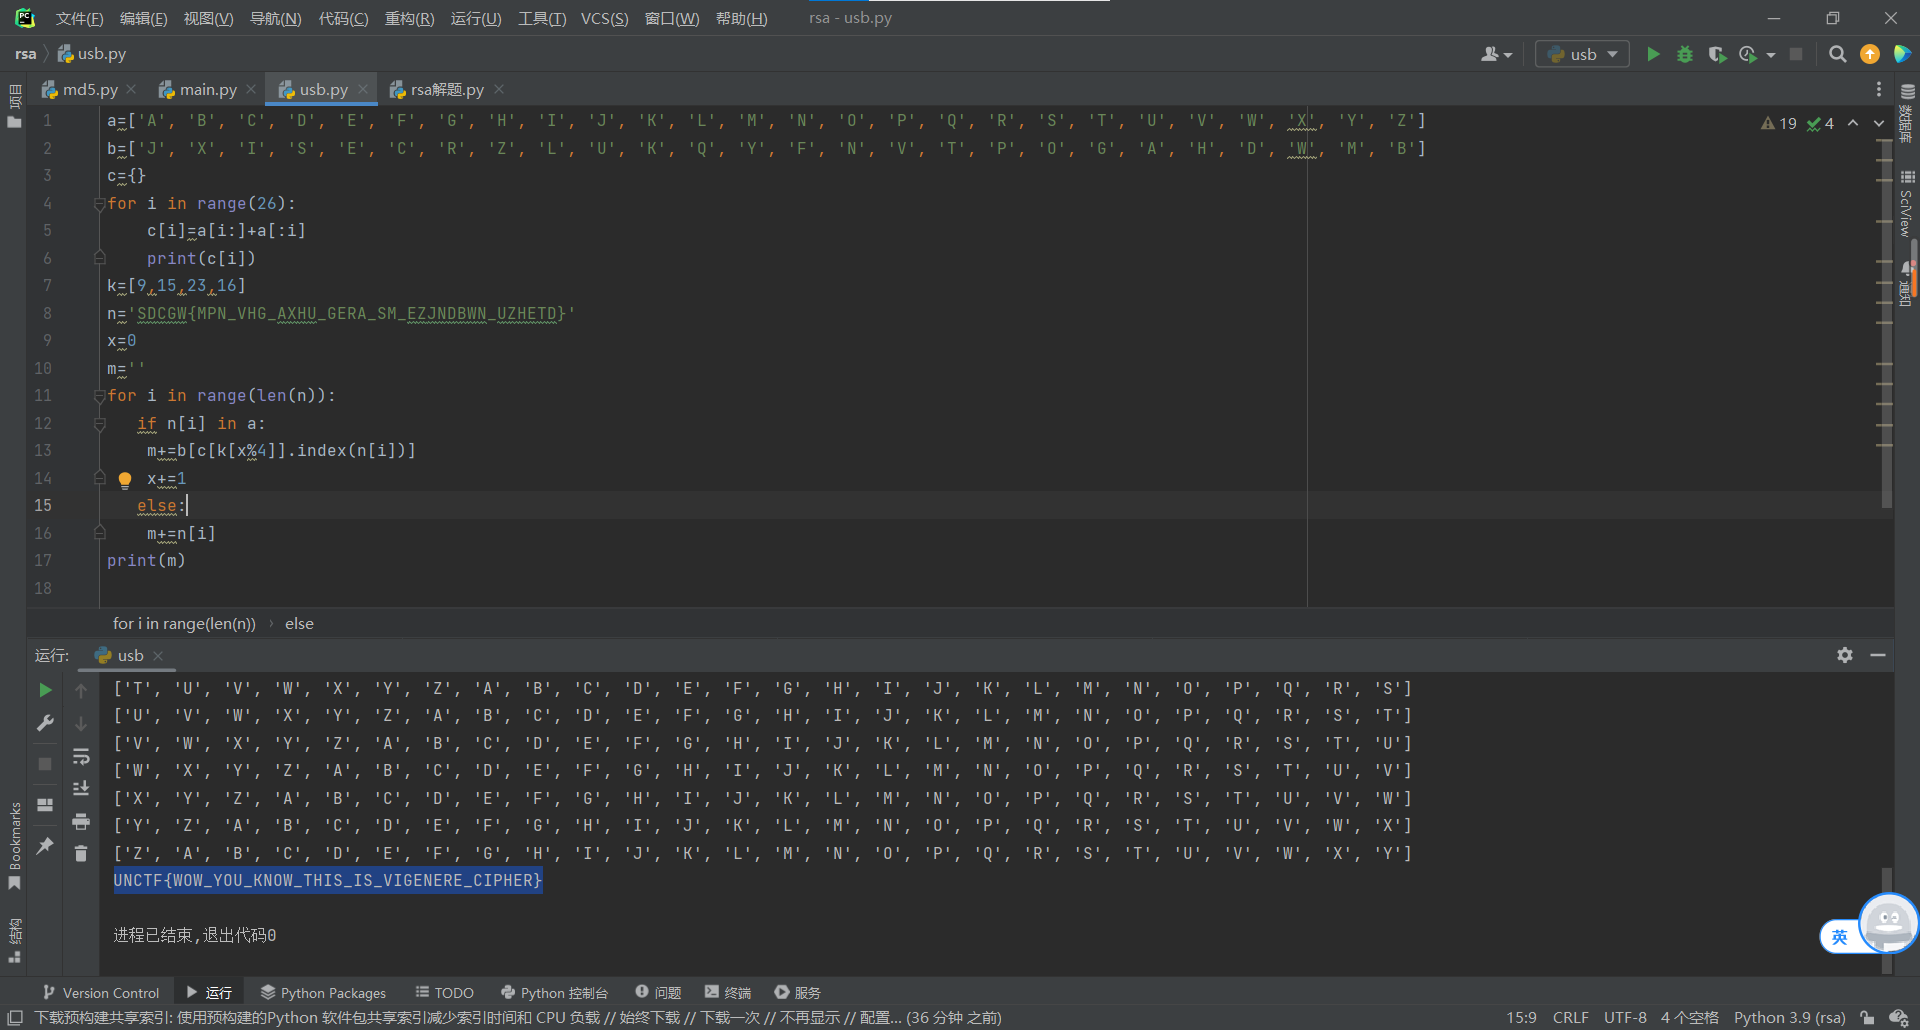 文件(F) 编辑(E) 视图(V) 导航(N) 代码(C) 重构(R) 运行(U) 工具(T) VCS(S) 窗口(W) 帮助(H) rsa - usb.py
rsa usb.py usb
项目 md5.py main.py usb.py rsa解题.py
1 a=['A', 'B', 'C', 'D', 'E', 'F', 'G', 'H', 'I', 'J', 'K', 'L', 'M', 'N', 'O', 'P', 'Q', 'R', 'S', 'T', 'U', 'V', 'W', 'X', 'Y', 'Z'] 19 4
2 b=['J', 'X', 'I', 'S', 'E', 'C', 'R', 'Z', 'L', 'U', 'K', 'Q', 'Y', 'F', 'N', 'V', 'T', 'P', 'O', 'G', 'A', 'H', 'D', 'W', 'M', 'B']
3 c={}
4 for i in range(26):
5 c[i]=a[i:]+a[:i]
6 print(c[i])
7 k=[9,15,23,16]
8 n='SDCGW{MPN_VHG_AXHU_GERA_SM_EZJNDBWN_UZHETD}'
9 x=0
10 m=''
11 for i in range(len(n)):
12 if n[i] in a:
13 m+=b[c[k[x%4]].index(n[i])]
14 x+=1
15 else:
16 m+=n[i]
17 print(m)
18
数据库
SciView
通知
for i in range(len(n)) › else
运行: usb
['T', 'U', 'V', 'W', 'X', 'Y', 'Z', 'A', 'B', 'C', 'D', 'E', 'F', 'G', 'H', 'I', 'J', 'K', 'L', 'M', 'N', 'O', 'P', 'Q', 'R', 'S']
['U', 'V', 'W', 'X', 'Y', 'Z', 'A', 'B', 'C', 'D', 'E', 'F', 'G', 'H', 'I', 'J', 'K', 'L', 'M', 'N', 'O', 'P', 'Q', 'R', 'S', 'T']
['V', 'W', 'X', 'Y', 'Z', 'A', 'B', 'C', 'D', 'E', 'F', 'G', 'H', 'I', 'J', 'K', 'L', 'M', 'N', 'O', 'P', 'Q', 'R', 'S', 'T', 'U']
['W', 'X', 'Y', 'Z', 'A', 'B', 'C', 'D', 'E', 'F', 'G', 'H', 'I', 'J', 'K', 'L', 'M', 'N', 'O', 'P', 'Q', 'R', 'S', 'T', 'U', 'V']
['X', 'Y', 'Z', 'A', 'B', 'C', 'D', 'E', 'F', 'G', 'H', 'I', 'J', 'K', 'L', 'M', 'N', 'O', 'P', 'Q', 'R', 'S', 'T', 'U', 'V', 'W']
['Y', 'Z', 'A', 'B', 'C', 'D', 'E', 'F', 'G', 'H', 'I', 'J', 'K', 'L', 'M', 'N', 'O', 'P', 'Q', 'R', 'S', 'T', 'U', 'V', 'W', 'X']
['Z', 'A', 'B', 'C', 'D', 'E', 'F', 'G', 'H', 'I', 'J', 'K', 'L', 'M', 'N', 'O', 'P', 'Q', 'R', 'S', 'T', 'U', 'V', 'W', 'X', 'Y']
UNCTF{WOW_YOU_KNOW_THIS_IS_VIGENERE_CIPHER}
进程已结束,退出代码0
Bookmarks
结构
英
Version Control 运行 Python Packages TODO Python 控制台 问题 终端 服务
下载预构建共享索引: 使用预构建的Python 软件包共享索引减少索引时间和 CPU 负载 // 始终下载 // 下载一次 // 不再显示 // 配置... (36 分钟 之前) 15:9 CRLF UTF-8 4 个空格 Python 3.9 (rsa)